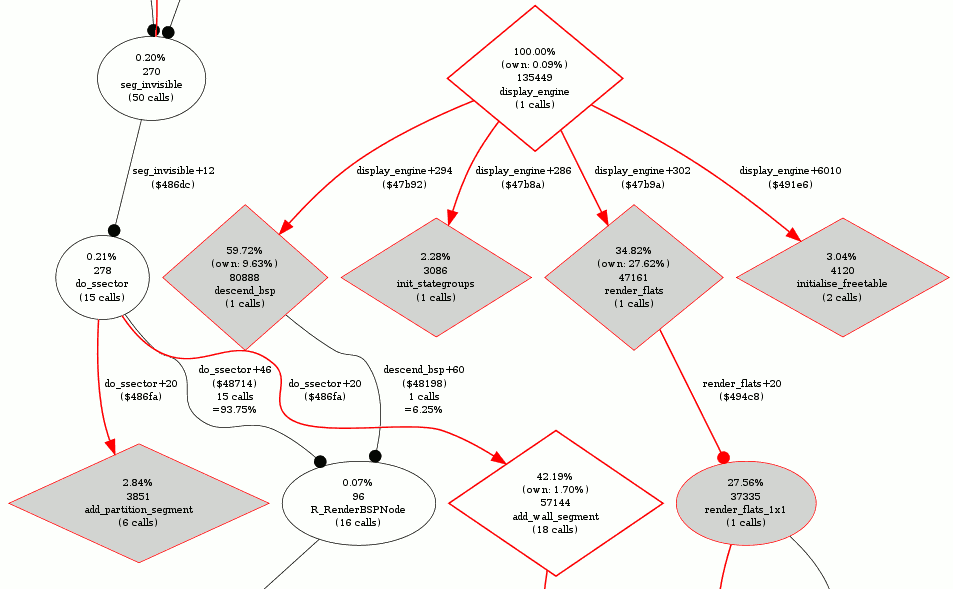 0.20%
270
seg_invisible
(50 calls)
100.00%
(own: 0.09%)
135449
display_engine
(1 calls)
seg_invisible+12
($486dc)
display_engine+294
($47b92)
display_engine+286
($47b8a)
display_engine+302
($47b9a)
display_engine+6010
($491e6)
0.21%
278
do_ssector
(15 calls)
59.72%
(own: 9.63%)
80888
descend_bsp
(1 calls)
2.28%
3086
init_stategroups
(1 calls)
34.82%
(own: 27.62%)
47161
render_flats
(1 calls)
3.04%
4120
initialise_freetable
(2 calls)
do_ssector+20
($486fa)
do_ssector+46
($48714)
15 calls
=93.75%
do_ssector+20
($486fa)
descend_bsp+60
($48198)
1 calls
=6.25%
render_flats+20
($494c8)
2.84%
3851
add_partition_segment
(6 calls)
0.07%
96
R_RenderBSPNode
(16 calls)
42.19%
(own: 1.70%)
57144
add_wall_segment
(18 calls)
27.56%
37335
render_flats_1x1
(1 calls)